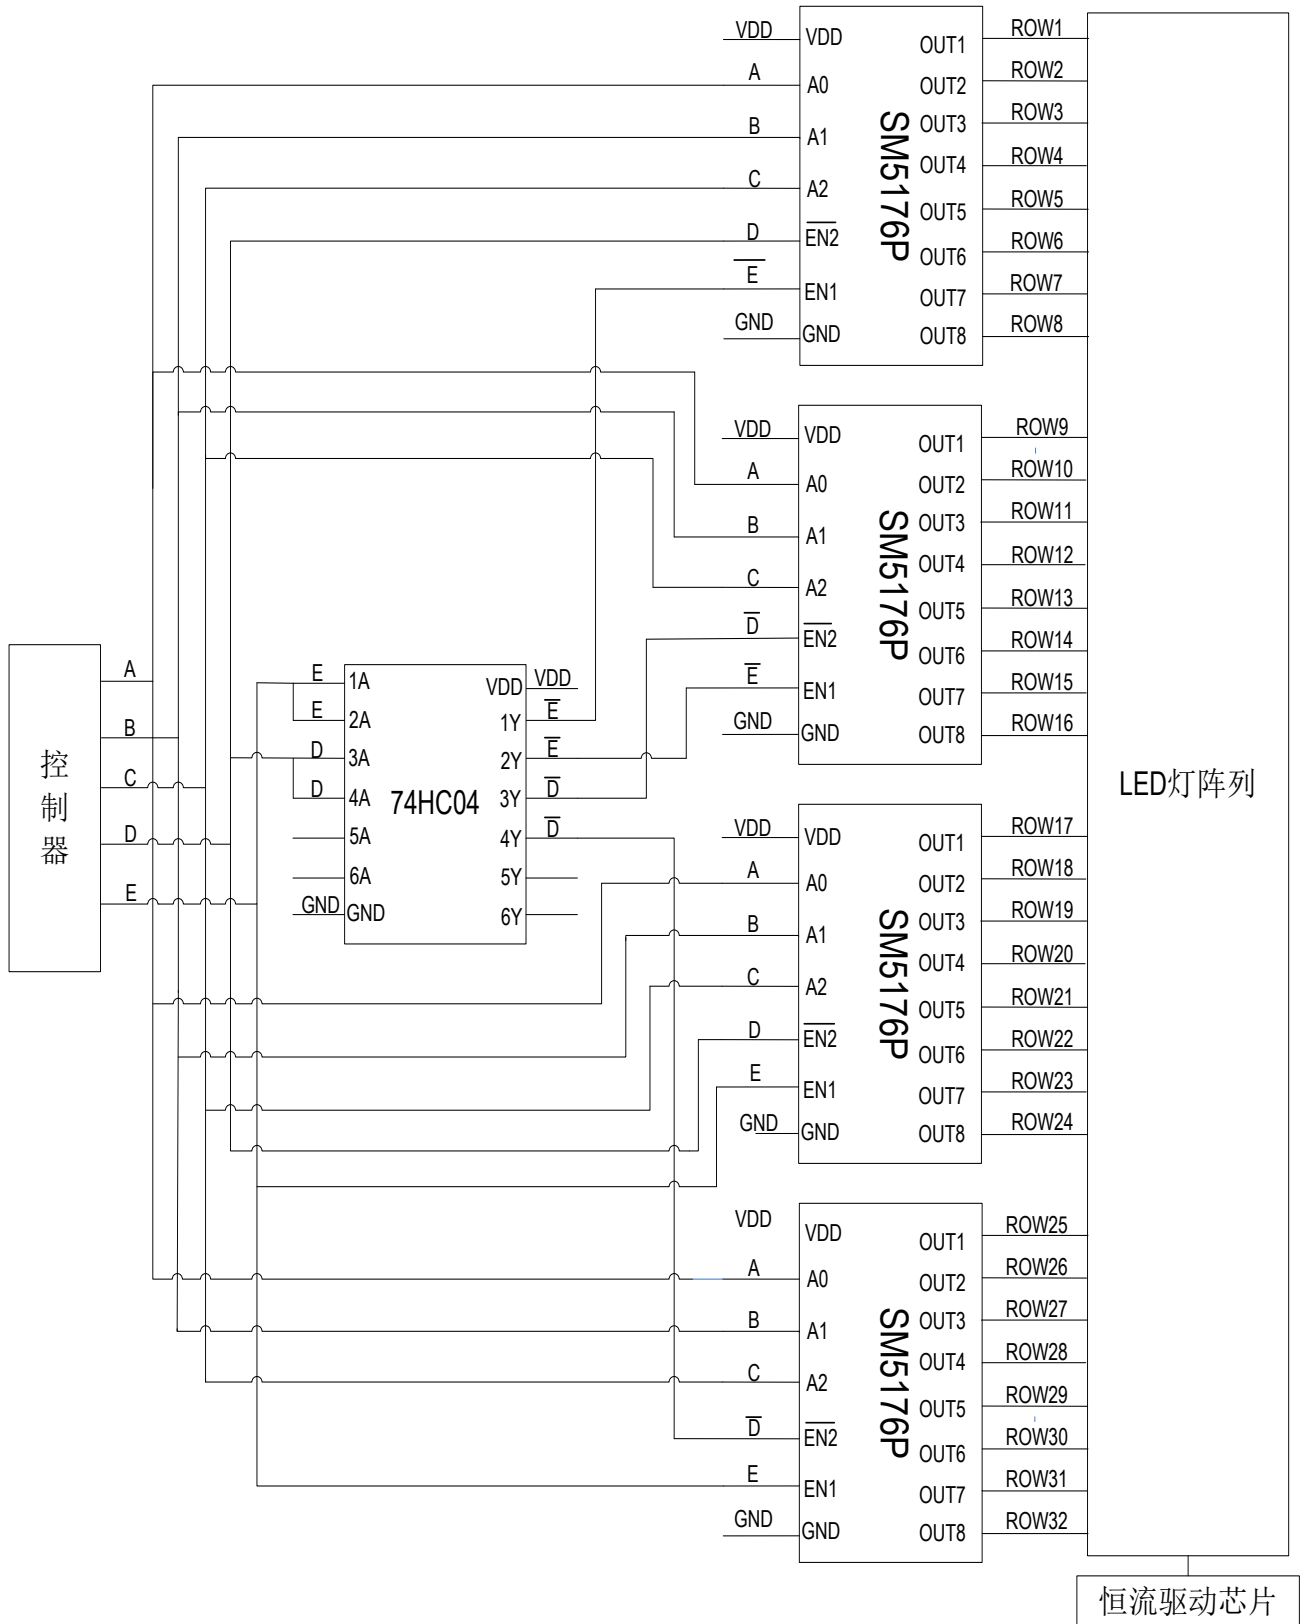 VDD
A
B
C
D
E
GND
VDD
A0
A1
A2
EN2
EN1
GND
SM5176P
OUT1
OUT2
OUT3
OUT4
OUT5
OUT6
OUT7
OUT8
ROW1
ROW2
ROW3
ROW4
ROW5
ROW6
ROW7
ROW8
VDD
A
B
C
D
E
GND
VDD
A0
A1
A2
EN2
EN1
GND
SM5176P
OUT1
OUT2
OUT3
OUT4
OUT5
OUT6
OUT7
OUT8
ROW9
ROW10
ROW11
ROW12
ROW13
ROW14
ROW15
ROW16
控制器
A
B
C
D
E
E
E
D
D
GND
1A
2A
3A
4A
5A
6A
GND
74HC04
VDD
1Y
2Y
3Y
4Y
5Y
6Y
VDD
E
E
D
D
LED灯阵列
VDD
A
B
C
D
E
GND
VDD
A0
A1
A2
EN2
EN1
GND
SM5176P
OUT1
OUT2
OUT3
OUT4
OUT5
OUT6
OUT7
OUT8
ROW17
ROW18
ROW19
ROW20
ROW21
ROW22
ROW23
ROW24
VDD
A
B
C
D
E
GND
VDD
A0
A1
A2
EN2
EN1
GND
SM5176P
OUT1
OUT2
OUT3
OUT4
OUT5
OUT6
OUT7
OUT8
ROW25
ROW26
ROW27
ROW28
ROW29
ROW30
ROW31
ROW32
恒流驱动芯片